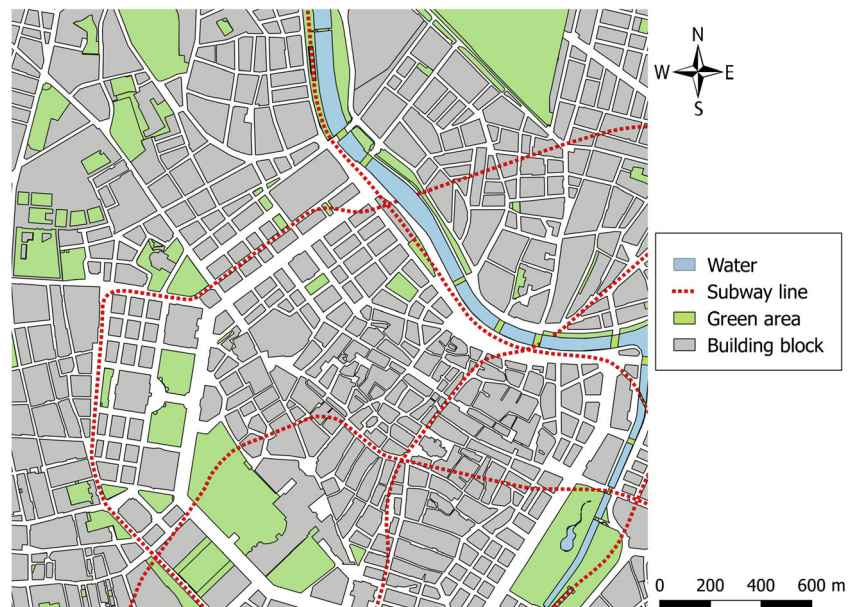 N
W E
S
Water
Subway line
Green area
Building block
0 200 400 600 m